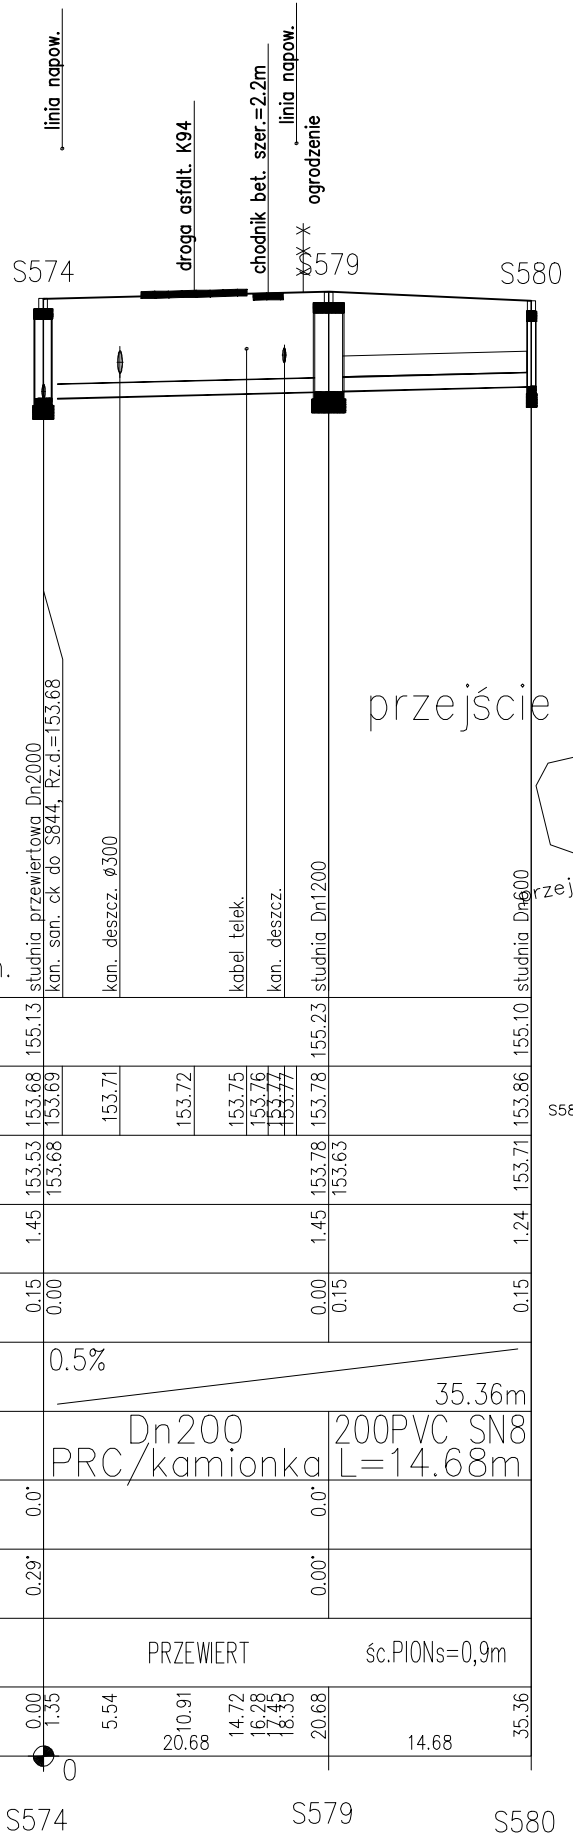 linia napow.
droga asfalt. K94
chodnik bet. szer.=2.2m
linia napow.
ogrodzenie
S574
S579
S580
przejście
studnia przewiertowa Dn2000
kan. san. ck do S844, Rz.d.=153.68
kan. deszcz. ø300
kabel telek.
kan. deszcz.
studnia Dn1200
studnia Dn600
przej
155.13 155.23 155.10
153.68 153.69 153.71 153.72 153.75 153.76 153.77 153.77 153.78 153.86
S58
153.53 153.68 153.78 153.63 153.71
1.45 1.45 1.24
0.15 0.00 0.00 0.15 0.15
0.5%
35.36m
Dn200
PRC/kamionka
200PVC SN8
L=14.68m
0.0° 0.0°
0.29° 0.00°
PRZEWIERT
śc.PIONs=0,9m
0.00 1.35 5.54 10.91 14.72 16.28 17.45 18.35 20.68 35.36
20.68 14.68
0
S574
S579
S580